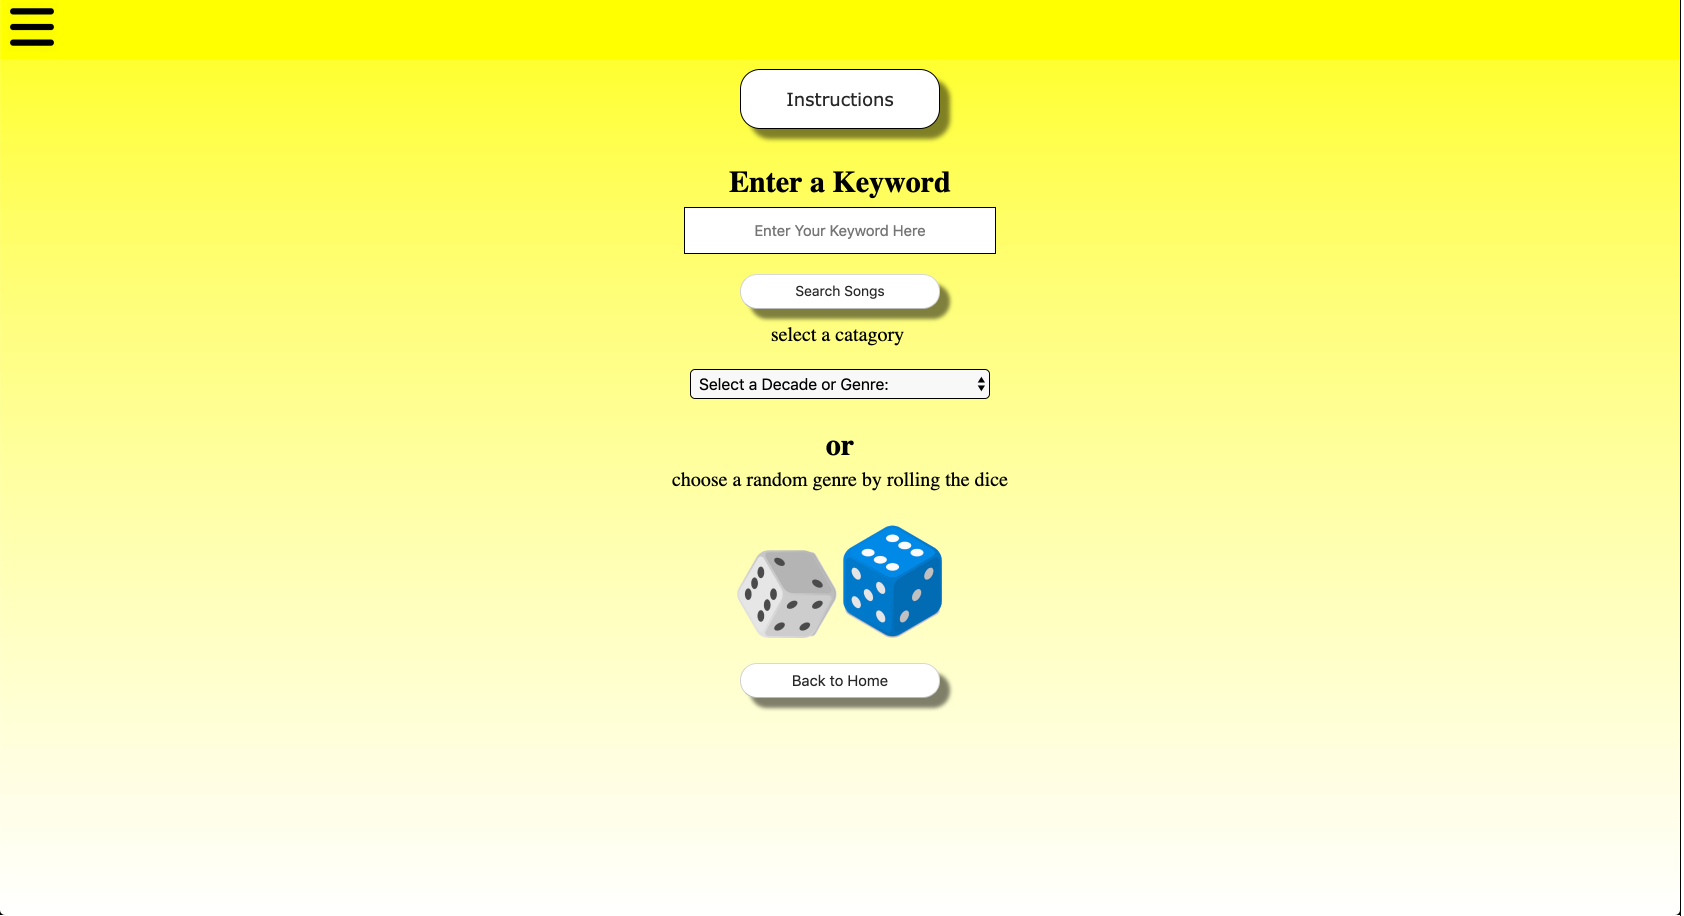 Instructions
Enter a Keyword
Enter Your Keyword Here
Search Songs
select a catagory
Select a Decade or Genre:
or
choose a random genre by rolling the dice
Back to Home